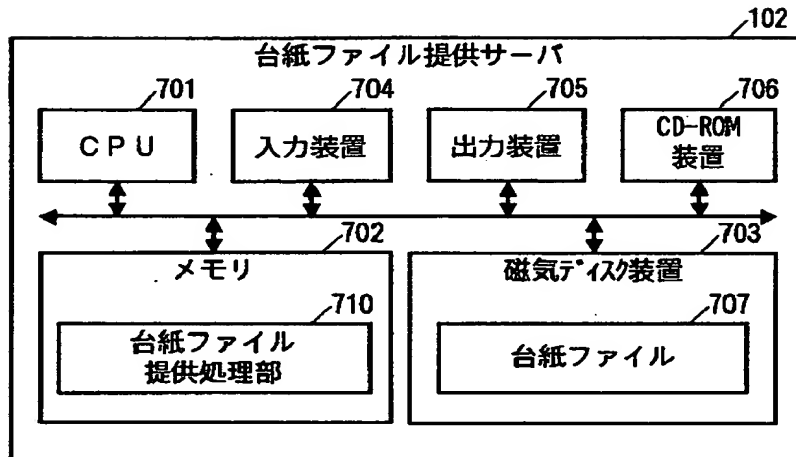 102
台紙ファイル提供サーバ
701
704
705
706
CPU
入力装置
出力装置
CD-ROM
装置
702
703
メモリ
磁気ディスク装置
710
707
台紙ファイル
提供処理部
台紙ファイル